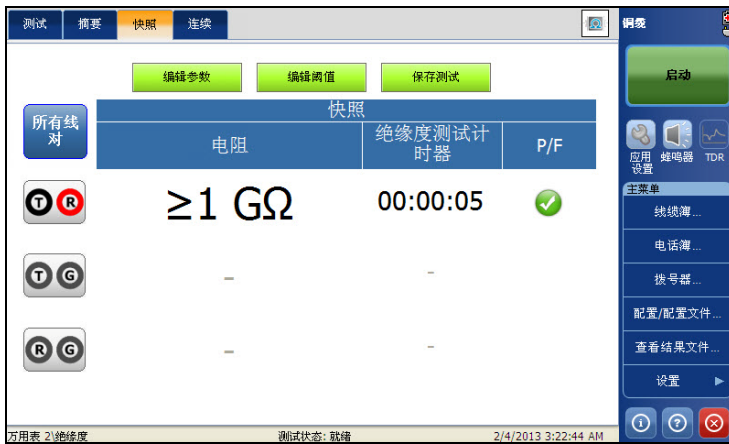 测试 摘要 快照 连续
铜缆
编辑参数 编辑阈值 保存测试
启动
所有线对
快照
电阻 绝缘度测试计时器 P/F
应用设置 蜂鸣器 TDR
T R ≥1 GΩ 00:00:05
主菜单
线缆簿...
电话簿...
T G – –
拨号器...
配置/配置文件...
R G – –
查看结果文件...
设置
万用表 2\绝缘度 测试状态: 就绪 2/4/2013 3:22:44 AM